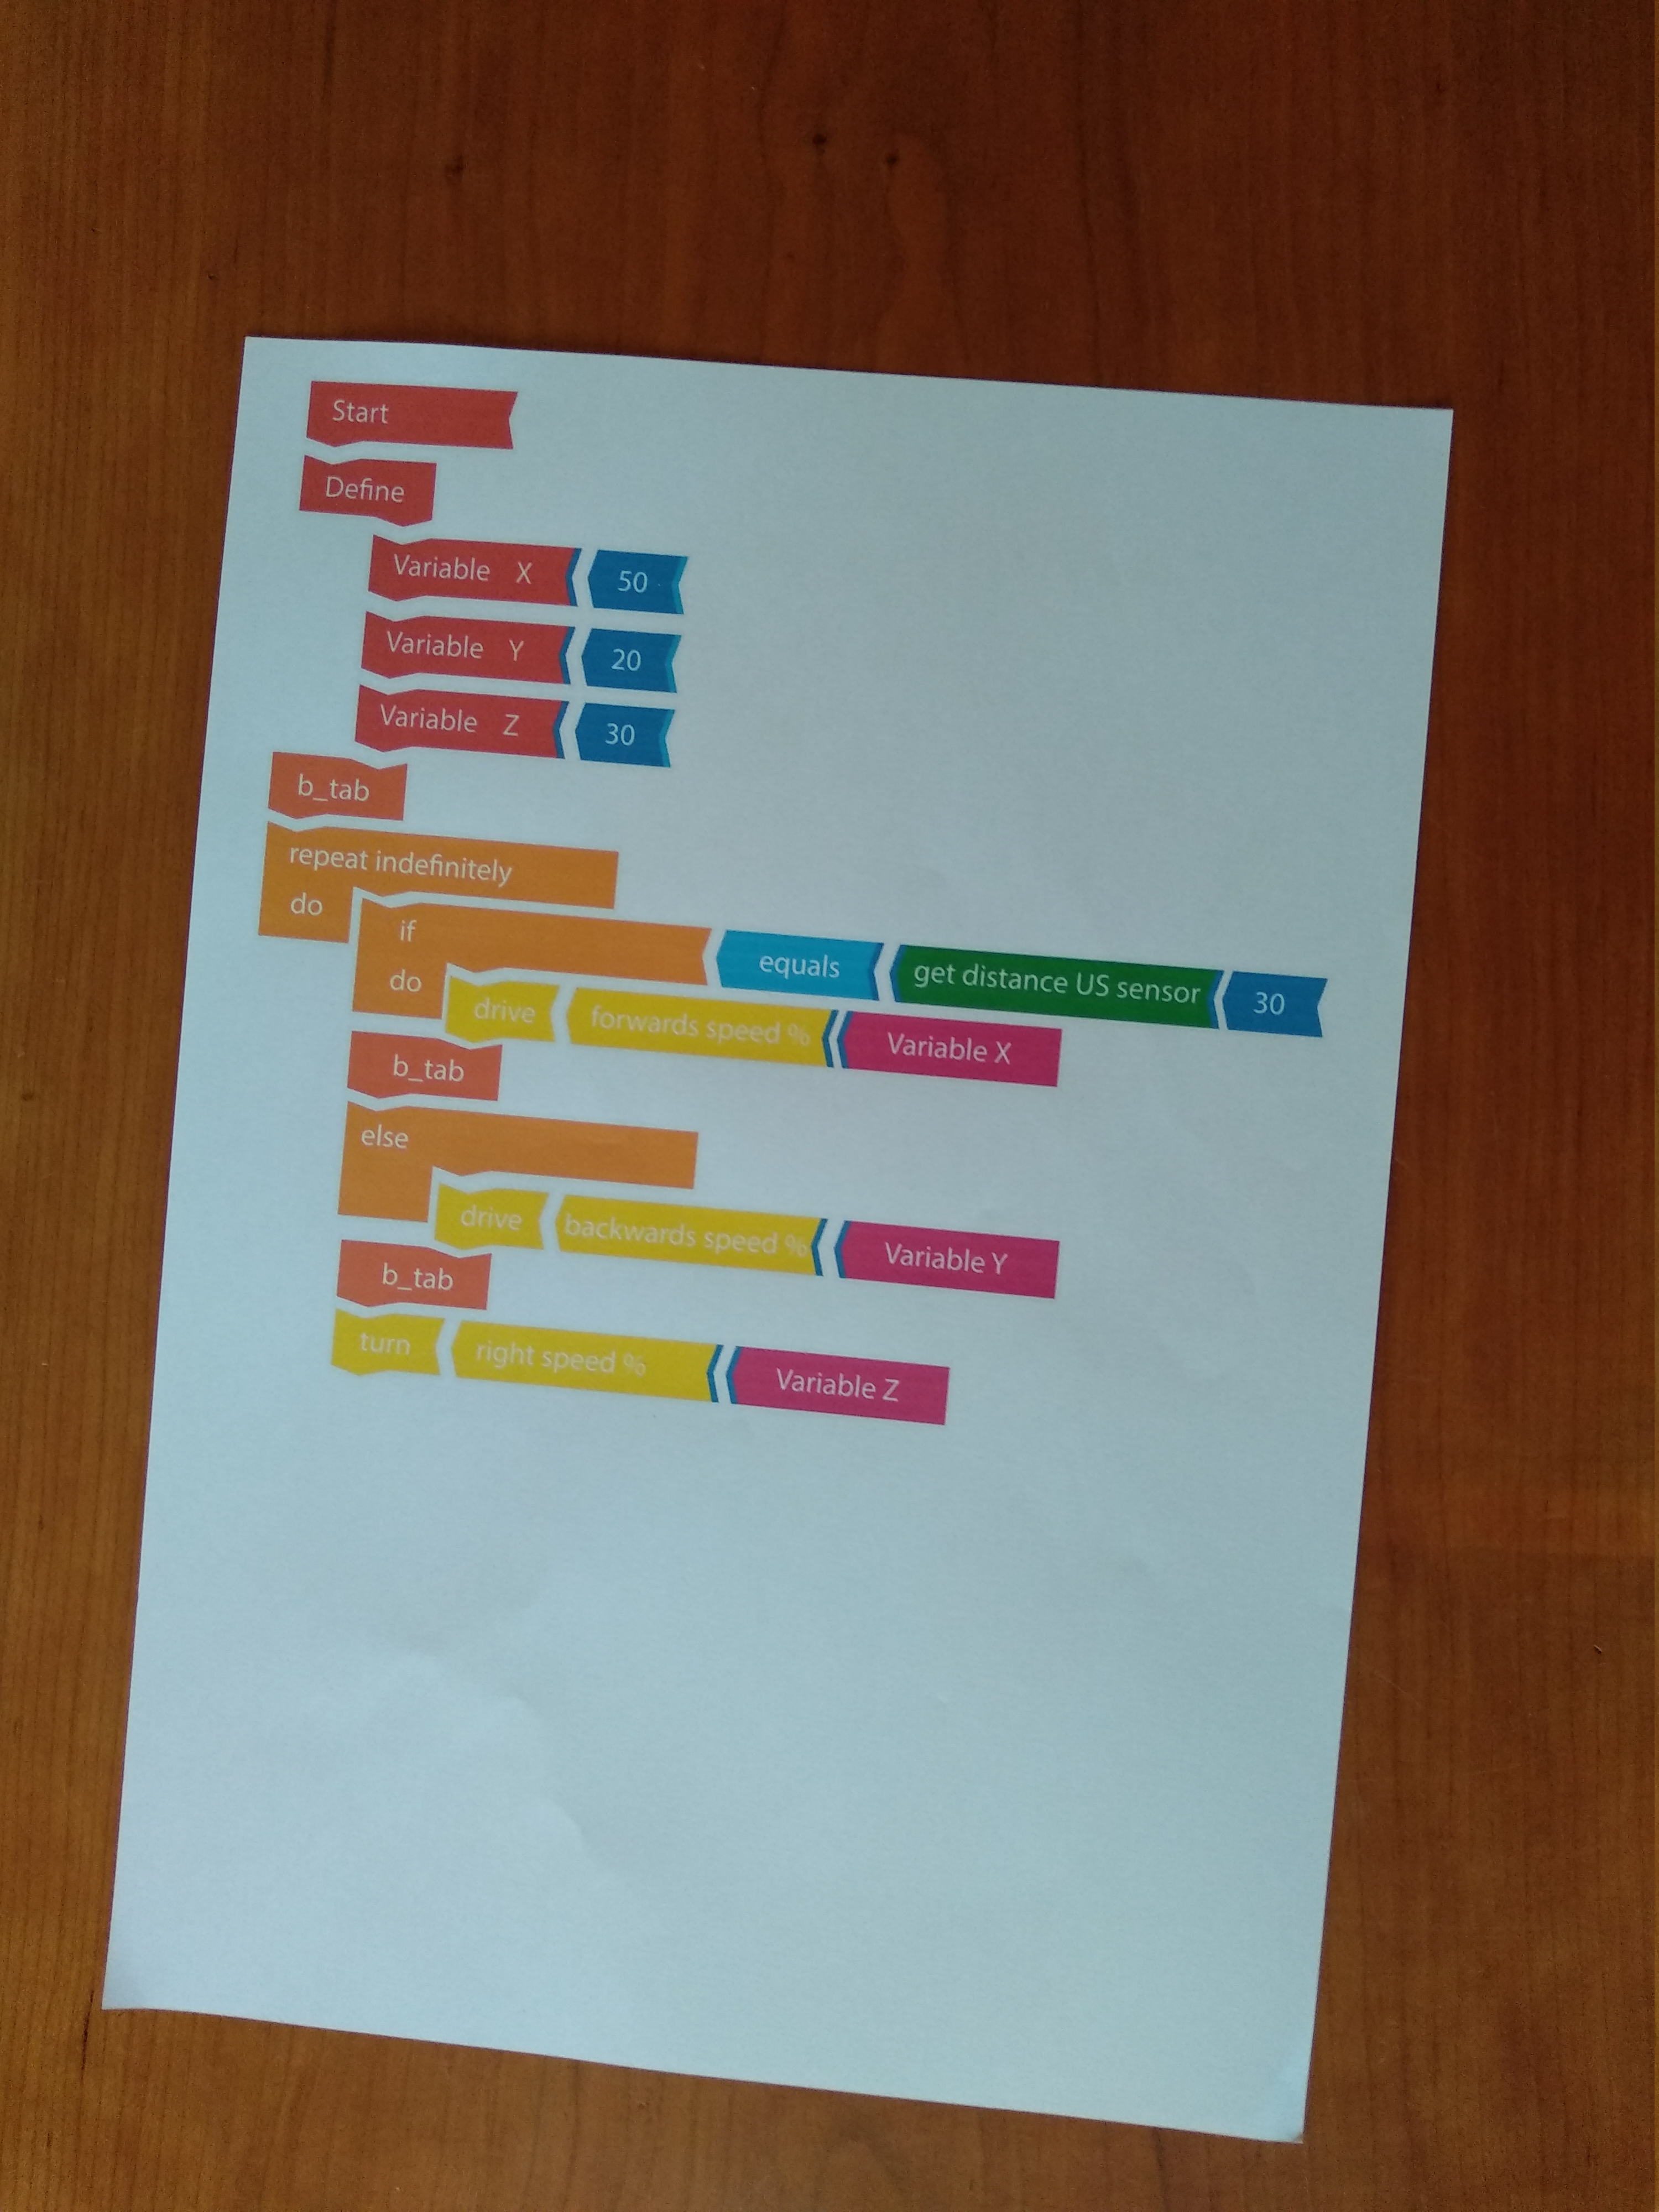 Start
Define
Variable X 50
Variable Y 20
Variable Z 30
b_tab
repeat indefinitely
do
if equals get distance US sensor 30
do
drive forwards speed % Variable X
b_tab
else
drive backwards speed % Variable Y
b_tab
turn right speed % Variable Z